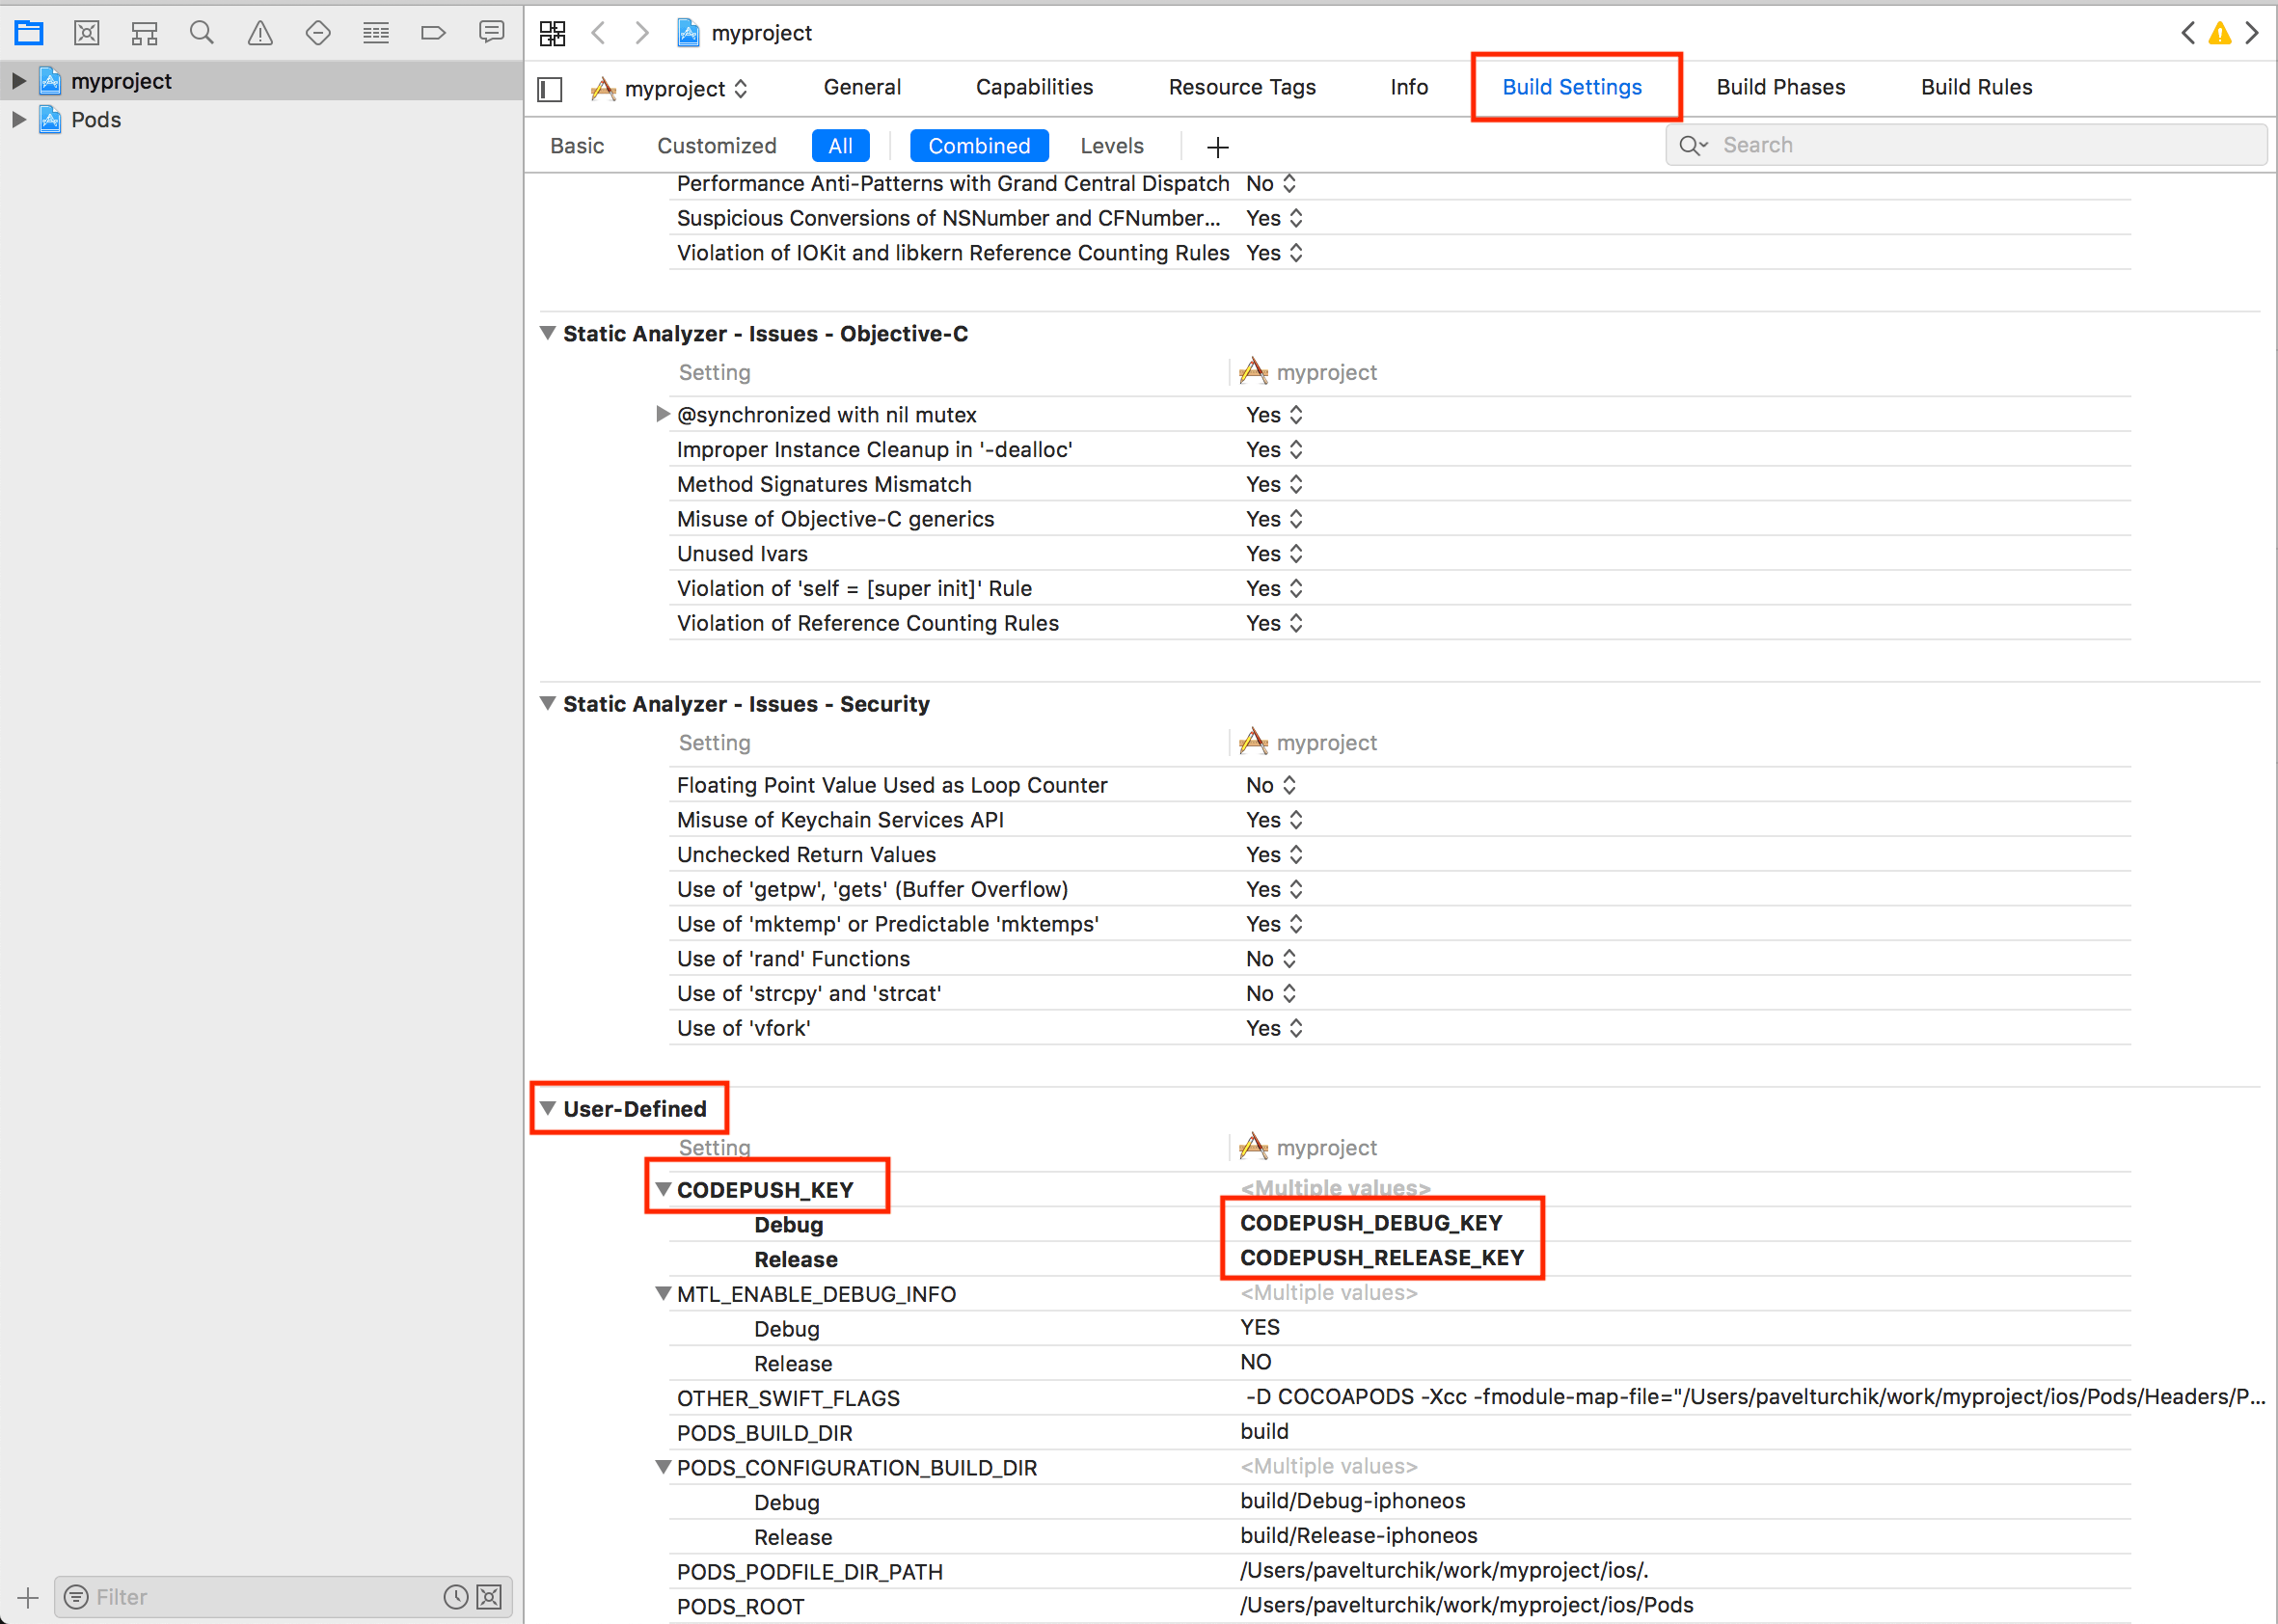 myproject
myproject
Pods
myproject General Capabilities Resource Tags Info Build Settings Build Phases Build Rules
Basic Customized All Combined Levels Search
Performance Anti-Patterns with Grand Central Dispatch No
Suspicious Conversions of NSNumber and CFNumber... Yes
Violation of IOKit and libkern Reference Counting Rules Yes
Static Analyzer - Issues - Objective-C
Setting myproject
@synchronized with nil mutex Yes
Improper Instance Cleanup in '-dealloc' Yes
Method Signatures Mismatch Yes
Misuse of Objective-C generics Yes
Unused Ivars Yes
Violation of 'self = [super init]' Rule Yes
Violation of Reference Counting Rules Yes
Static Analyzer - Issues - Security
Setting myproject
Floating Point Value Used as Loop Counter No
Misuse of Keychain Services API Yes
Unchecked Return Values Yes
Use of 'getpw', 'gets' (Buffer Overflow) Yes
Use of 'mktemp' or Predictable 'mktemps' Yes
Use of 'rand' Functions No
Use of 'strcpy' and 'strcat' No
Use of 'vfork' Yes
User-Defined
Setting myproject
CODEPUSH_KEY <Multiple values>
Debug CODEPUSH_DEBUG_KEY
Release CODEPUSH_RELEASE_KEY
MTL_ENABLE_DEBUG_INFO <Multiple values>
Debug YES
Release NO
OTHER_SWIFT_FLAGS -D COCOAPODS -Xcc -fmodule-map-file="/Users/pavelturchik/work/myproject/ios/Pods/Headers/P...
PODS_BUILD_DIR build
PODS_CONFIGURATION_BUILD_DIR <Multiple values>
Debug build/Debug-iphoneos
Release build/Release-iphoneos
PODS_PODFILE_DIR_PATH /Users/pavelturchik/work/myproject/ios/.
PODS_ROOT /Users/pavelturchik/work/myproject/ios/Pods
Filter